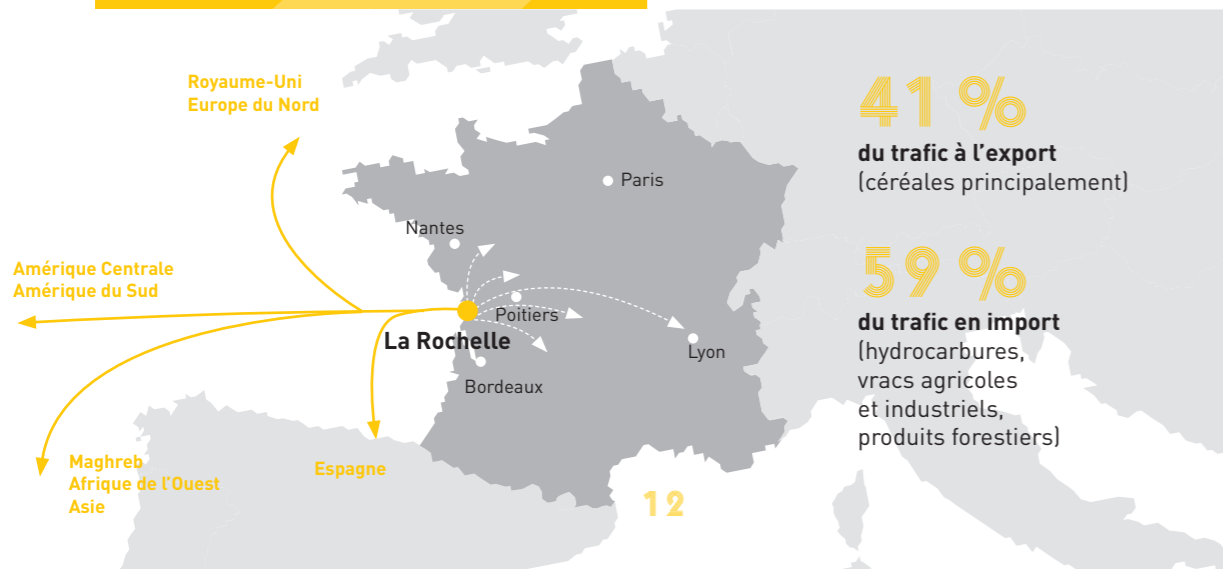 Royaume-Uni
Europe du Nord
Amérique Centrale
Amérique du Sud
Maghreb
Afrique de l'Ouest
Asie
Espagne
Paris
Nantes
Poitiers
La Rochelle
Lyon
Bordeaux
12
41 %
du trafic à l'export
(céréales principalement)
59 %
du trafic en import
(hydrocarbures,
vracs agricoles
et industriels,
produits forestiers)